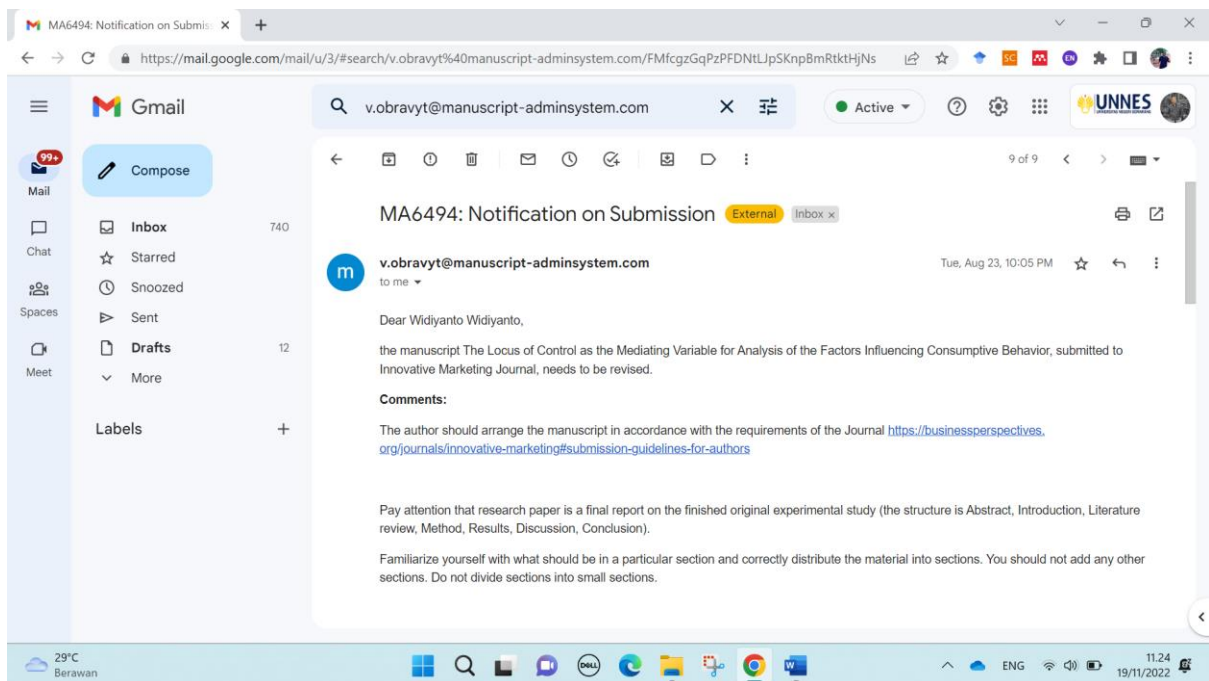 MA6494: Notification on Submis
https://mail.google.com/mail/u/3/#search/v.obravyt%40manuscript-adminsystem.com/FMfcgzGqPzPFDNtLJpSKnpBmRtktHjNs
Gmail
v.obravyt@manuscript-adminsystem.com
Active
UNNES
99+
Mail
Chat
Spaces
Meet
Compose
Inbox 740
Starred
Snoozed
Sent
Drafts 12
More
Labels
9 of 9
MA6494: Notification on Submission External Inbox x
m
v.obravyt@manuscript-adminsystem.com Tue, Aug 23, 10:05 PM
to me
Dear Widiyanto Widiyanto,
the manuscript The Locus of Control as the Mediating Variable for Analysis of the Factors Influencing Consumptive Behavior, submitted to
Innovative Marketing Journal, needs to be revised.
Comments:
The author should arrange the manuscript in accordance with the requirements of the Journal https://businessperspectives.
org/journals/innovative-marketing#submission-guidelines-for-authors
Pay attention that research paper is a final report on the finished original experimental study (the structure is Abstract, Introduction, Literature
review, Method, Results, Discussion, Conclusion).
Familiarize yourself with what should be in a particular section and correctly distribute the material into sections. You should not add any other
sections. Do not divide sections into small sections.
29°C
Berawan
DELL
ENG
11.24
19/11/2022